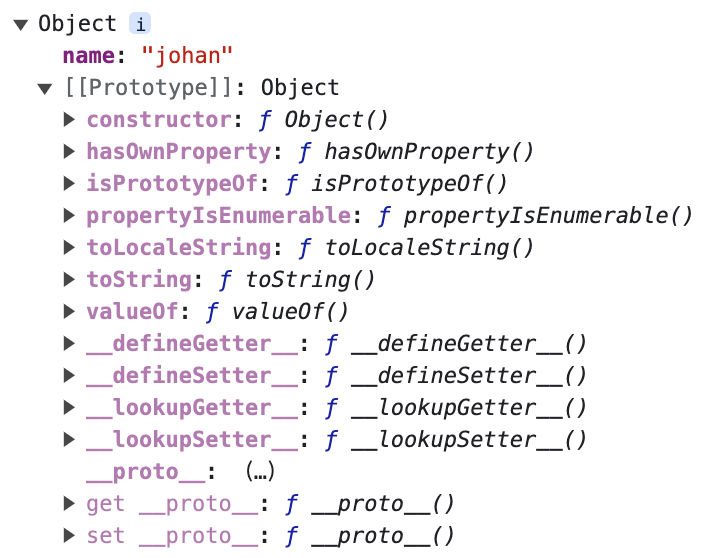 ▼ Object i
name: "johan"
▼ [[Prototype]]: Object
▶ constructor: ƒ Object()
▶ hasOwnProperty: ƒ hasOwnProperty()
▶ isPrototypeOf: ƒ isPrototypeOf()
▶ propertyIsEnumerable: ƒ propertyIsEnumerable()
▶ toLocaleString: ƒ toLocaleString()
▶ toString: ƒ toString()
▶ valueOf: ƒ valueOf()
▶ __defineGetter__: ƒ __defineGetter__()
▶ __defineSetter__: ƒ __defineSetter__()
▶ __lookupGetter__: ƒ __lookupGetter__()
▶ __lookupSetter__: ƒ __lookupSetter__()
__proto__: (…)
▶ get __proto__: ƒ __proto__()
▶ set __proto__: ƒ __proto__()